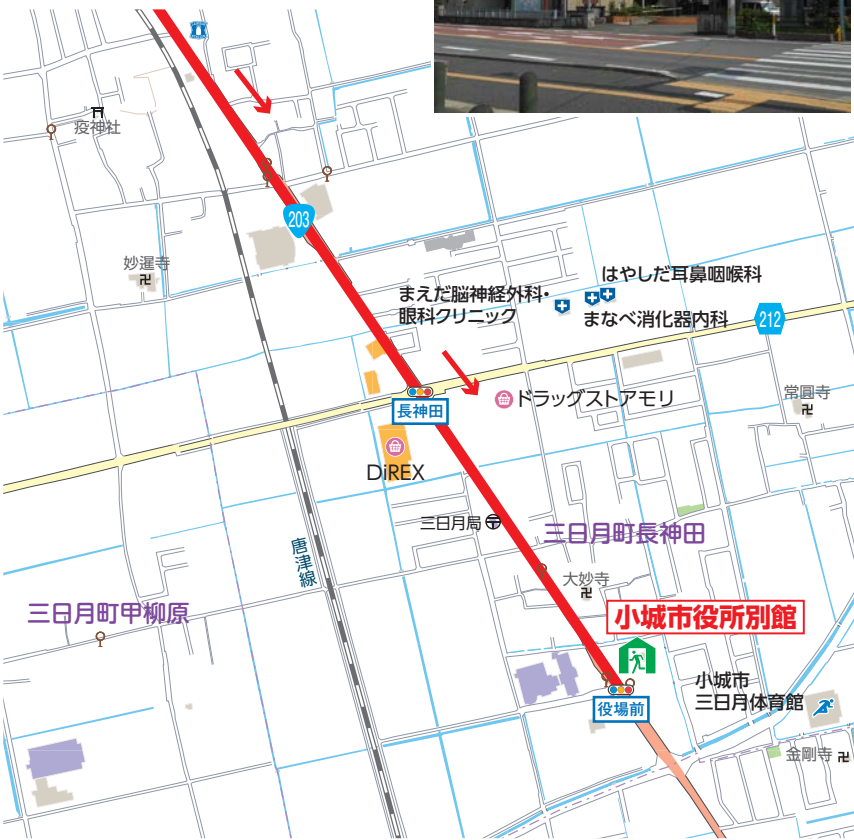 疫神社
203
妙暹寺
はやしだ耳鼻咽喉科
まえだ脳神経外科・
眼科クリニック
まなべ消化器内科
212
常圓寺
長神田
ドラッグストアモリ
DiREX
三日月局
三日月町長神田
唐津線
大妙寺
三日月町甲柳原
小城市役所別館
小城市
三日月体育館
役場前
金剛寺